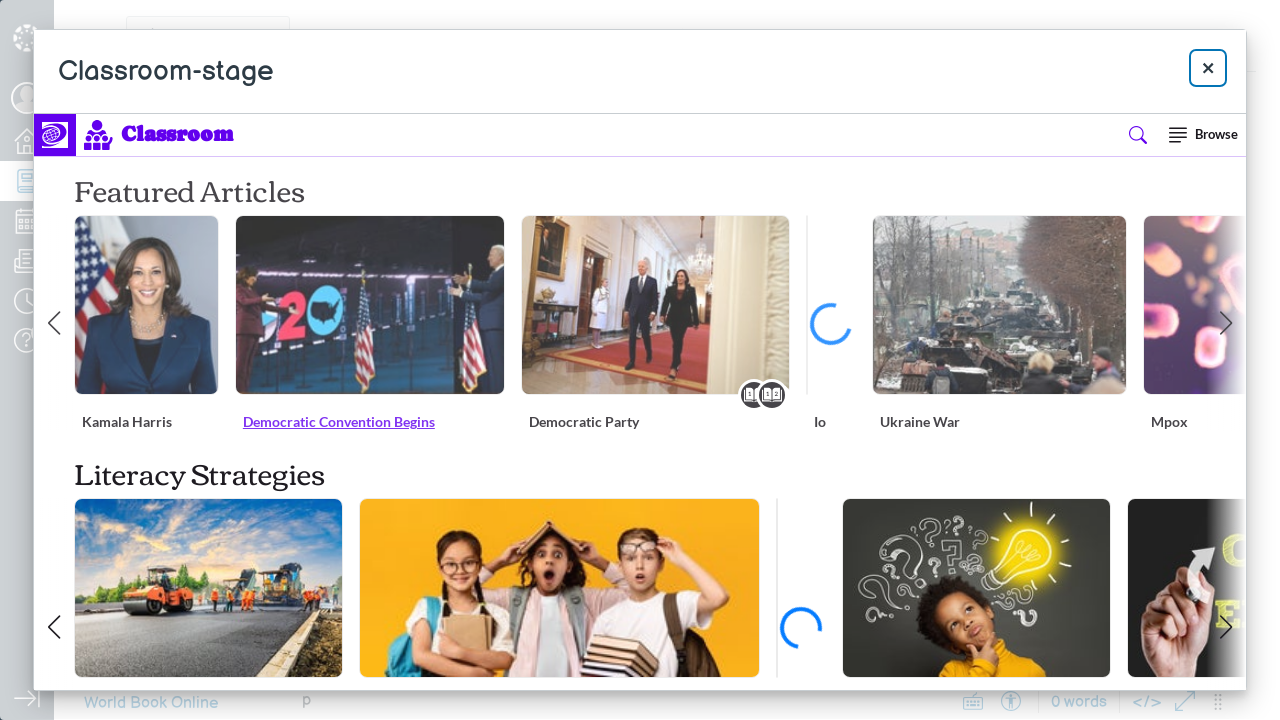 Classroom-stage
Classroom
Browse
Featured Articles
Kamala Harris
Democratic Convention Begins
Democratic Party
Io
Ukraine War
Mpox
Literacy Strategies
World Book Online
p
0 words
</>